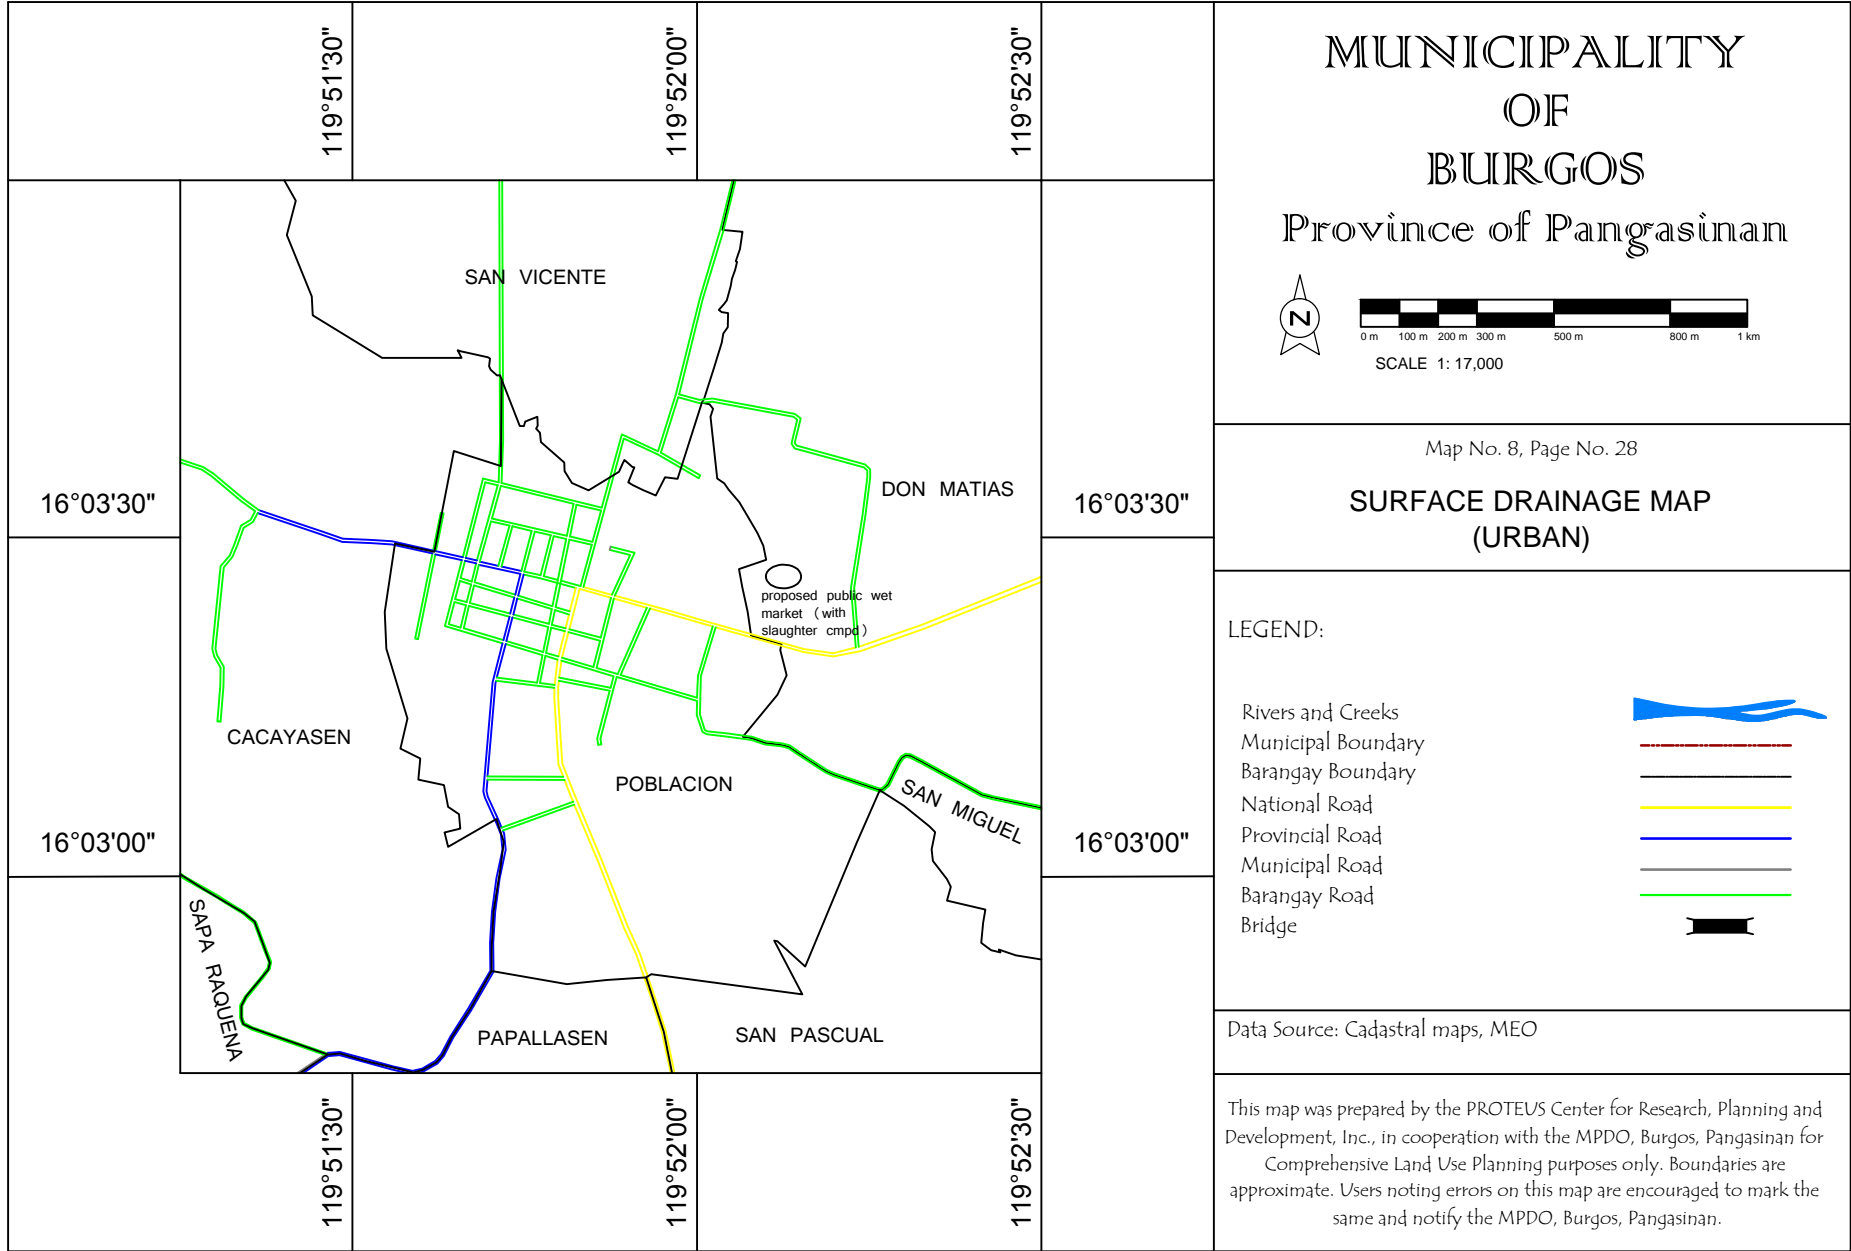 119°51'30"
119°52'00"
119°52'30"
SAN VICENTE
DON MATIAS
16°03'30"
16°03'30"
proposed public wet
market (with
slaughter cmpd)
CACAYASEN
POBLACION
SAN MIGUEL
16°03'00"
16°03'00"
SAPA RAQUENA
PAPALLASEN
SAN PASCUAL
119°51'30"
119°52'00"
119°52'30"
MUNICIPALITY
OF
BURGOS
Province of Pangasinan
N
0 m 100 m 200 m 300 m 500 m 800 m 1 km
SCALE 1: 17,000
Map No. 8, Page No. 28
SURFACE DRAINAGE MAP
(URBAN)
LEGEND:
Rivers and Creeks
Municipal Boundary
Barangay Boundary
National Road
Provincial Road
Municipal Road
Barangay Road
Bridge
Data Source: Cadastral maps, MEO
This map was prepared by the PROTEUS Center for Research, Planning and
Development, Inc., in cooperation with the MPDO, Burgos, Pangasinan for
Comprehensive Land Use Planning purposes only. Boundaries are
approximate. Users noting errors on this map are encouraged to mark the
same and notify the MPDO, Burgos, Pangasinan.